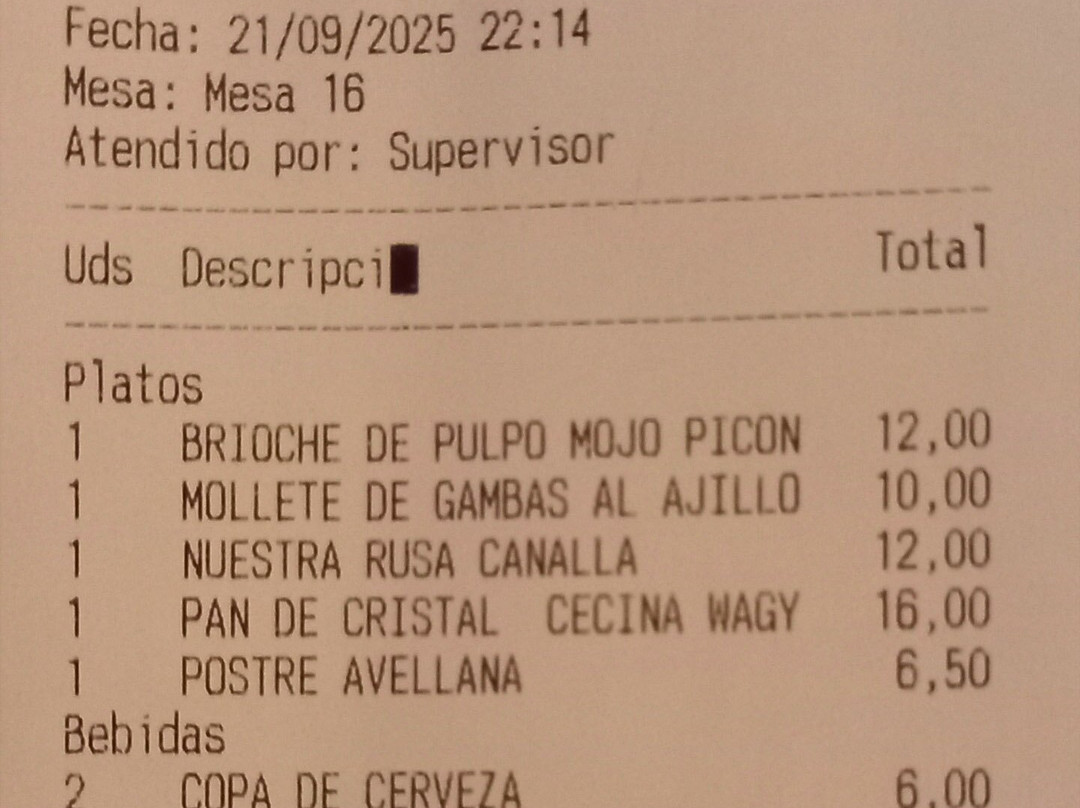 Fecha: 21/09/2025 22:14
Mesa: Mesa 16
Atendido por: Supervisor
Uds Descripci█ Total
Platos
1 BRIOCHE DE PULPO MOJO PICON 12,00
1 MOLLETE DE GAMBAS AL AJILLO 10,00
1 NUESTRA RUSA CANALLA 12,00
1 PAN DE CRISTAL CECINA WAGY 16,00
1 POSTRE AVELLANA 6,50
Bebidas
2 COPA DE CERVEZA 6,00